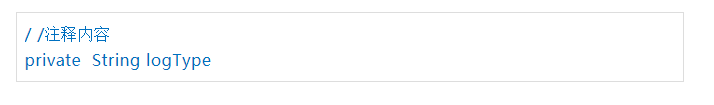 / /注释内容
private  String logType